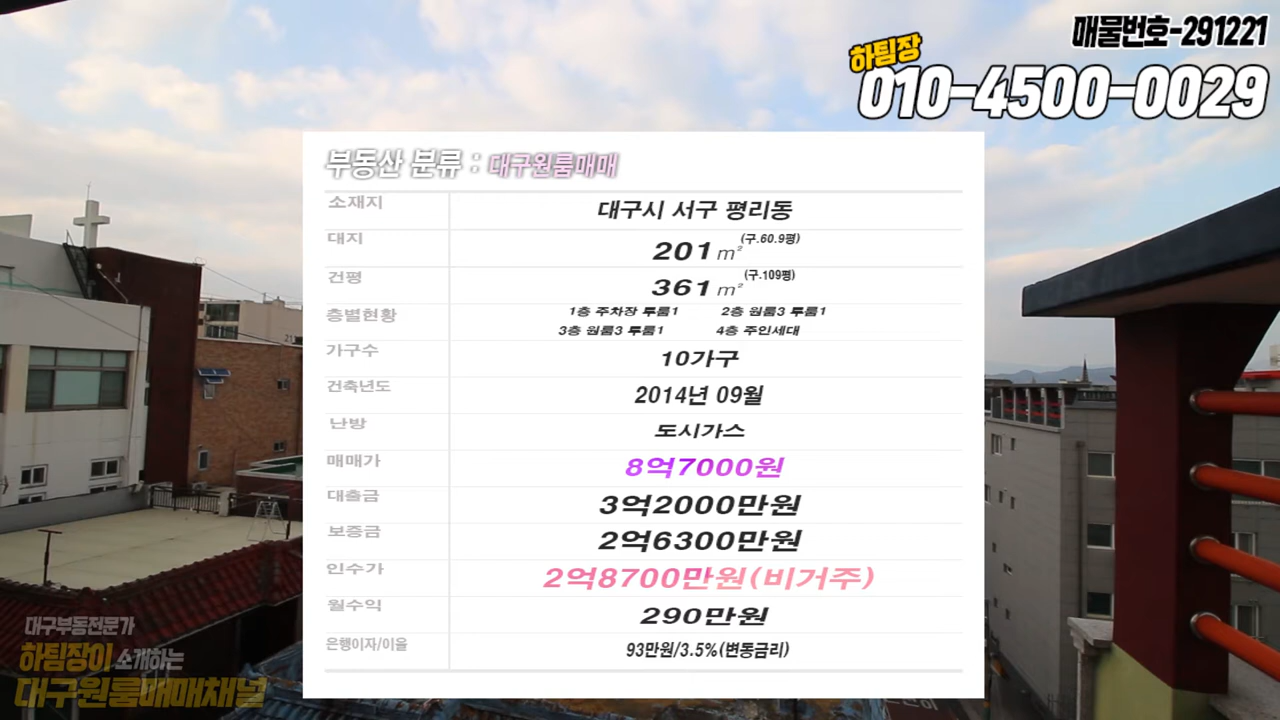 매물번호-291221
하팀장
010-4500-0029
부동산 분류 : 대구원룸매매
소재지 대구시 서구 평리동
대지 201㎡ (구.60.9평)
건평 361㎡ (구.109평)
층별현황 1층 주차장 투룸1 2층 원룸3 투룸1
3층 원룸3 투룸1 4층 주인세대
가구수 10가구
건축년도 2014년 09월
난방 도시가스
매매가 8억7000원
대출금 3억2000만원
보증금 2억6300만원
인수가 2억8700만원(비거주)
월수익 290만원
은행이자/이율 93만원/3.5%(변동금리)
대구부동전문가
하팀장이 소개하는
대구원룸매매채널